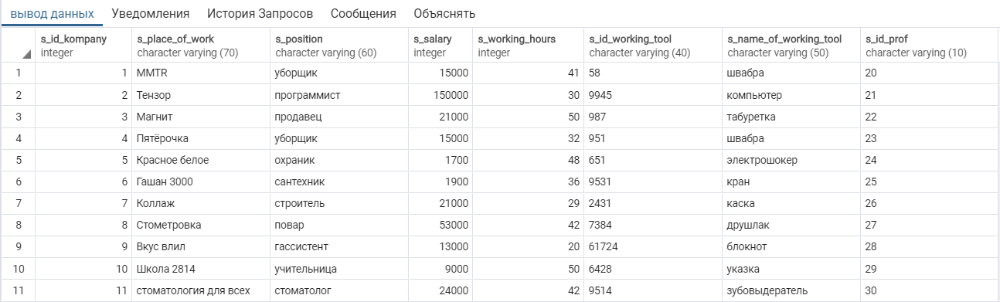 вывод данных Уведомления История Запросов Сообщения Объяснять
s_id_kompany s_place_of_work s_position s_salary s_working_hours s_id_working_tool s_name_of_working_tool s_id_prof
integer character varying (70) character varying (60) integer integer character varying (40) character varying (50) character varying (10)
1 1 MMTR уборщик 15000 41 58 швабра 20
2 2 Тензор программист 150000 30 9945 компьютер 21
3 3 Магнит продавец 21000 50 987 табуретка 22
4 4 Пятёрочка уборщик 15000 32 951 швабра 23
5 5 Красное белое охраник 1700 48 651 электрошокер 24
6 6 Гашан 3000 сантехник 1900 36 9531 кран 25
7 7 Коллаж строитель 21000 29 2431 каска 26
8 8 Стометровка повар 53000 42 7384 друшлак 27
9 9 Вкус влил гассистент 13000 20 61724 блокнот 28
10 10 Школа 2814 учительница 9000 50 6428 указка 29
11 11 стоматология для всех стоматолог 24000 42 9514 зубовыдератель 30